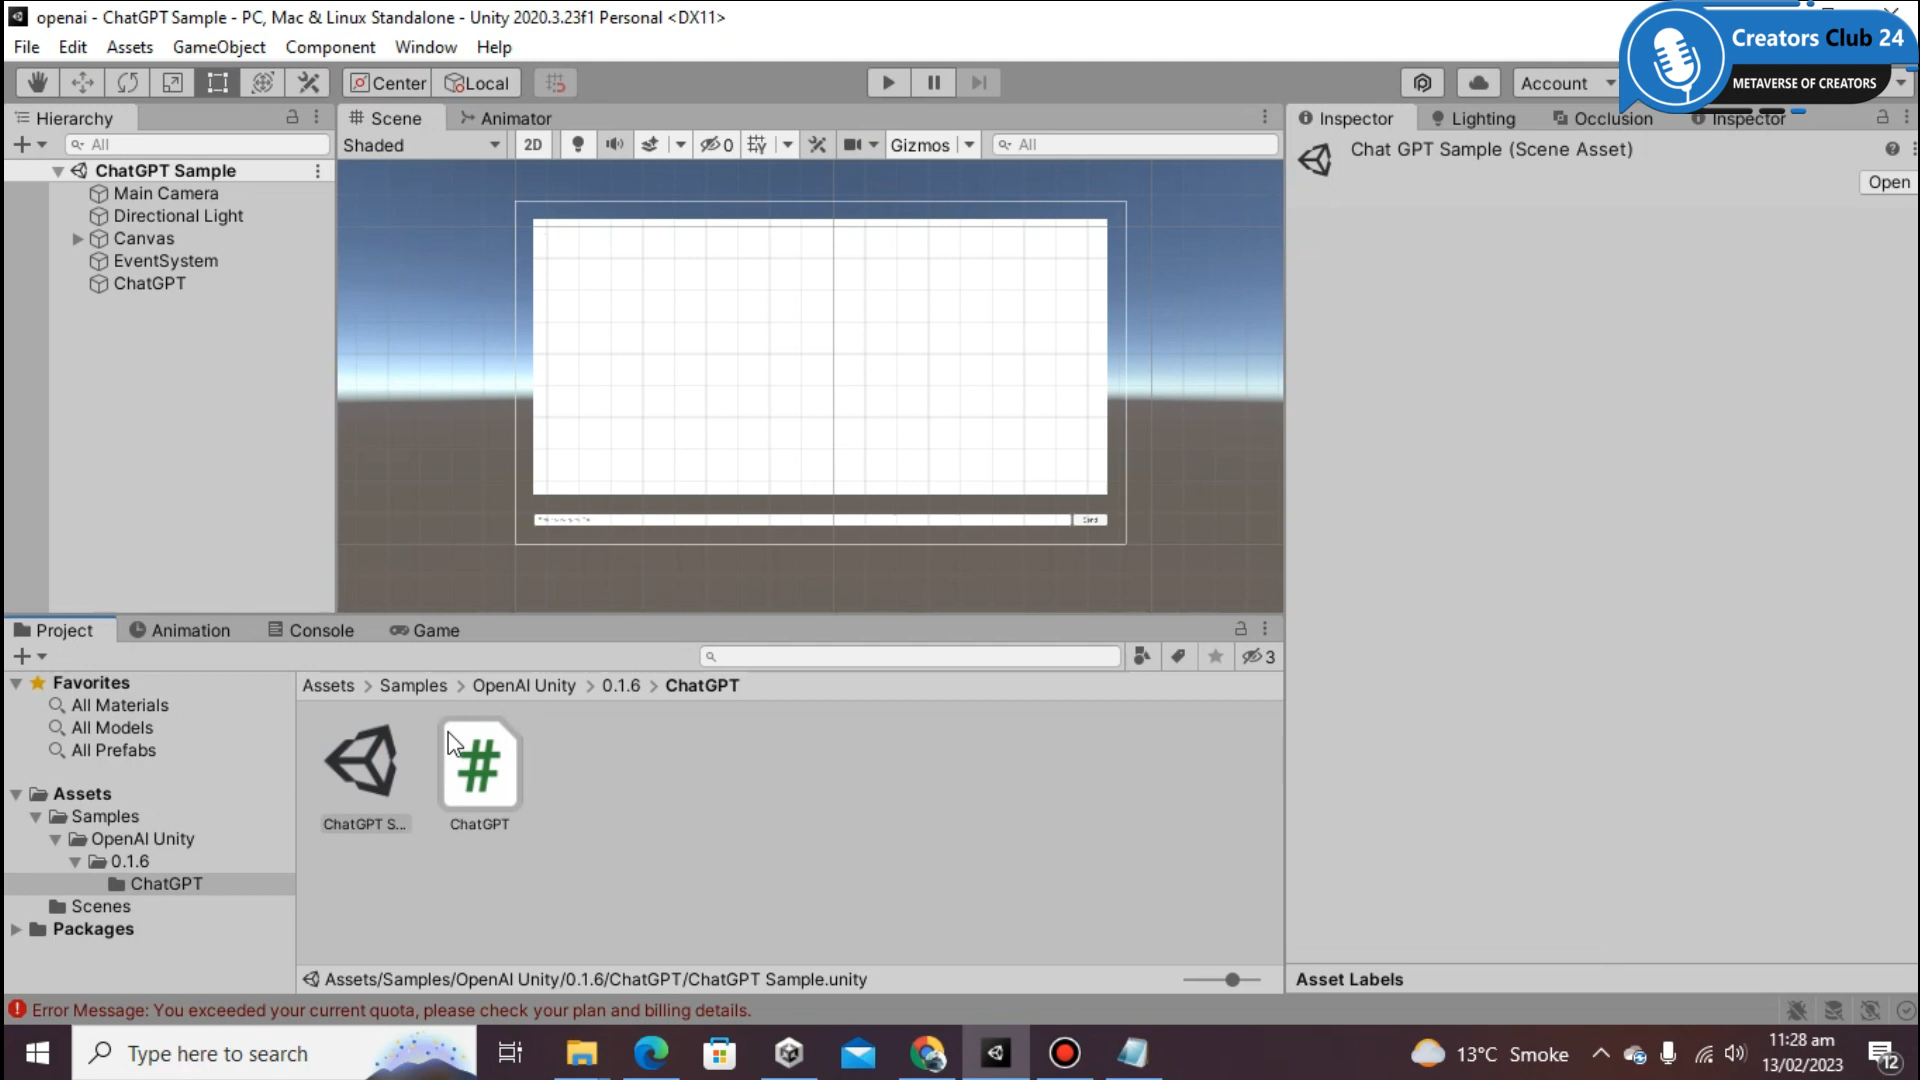 openai - ChatGPT Sample - PC, Mac & Linux Standalone - Unity 2020.3.23f1 Personal <DX11>
Creators Club 24
METAVERSE OF CREATORS
File Edit Assets GameObject Component Window Help
Center Local Account
Hierarchy Scene Animator Inspector Lighting Occlusion Inspector
All Shaded 2D 0 Gizmos All
Chat GPT Sample (Scene Asset)
Open
ChatGPT Sample
Main Camera
Directional Light
Canvas
EventSystem
ChatGPT
Send
Project Animation Console Game
3
Favorites
All Materials
All Models
All Prefabs
Assets
Samples
OpenAI Unity
0.1.6
ChatGPT
Scenes
Packages
Assets > Samples > OpenAI Unity > 0.1.6 > ChatGPT
#
ChatGPT S... ChatGPT
Assets/Samples/OpenAI Unity/0.1.6/ChatGPT/ChatGPT Sample.unity
Asset Labels
Error Message: You exceeded your current quota, please check your plan and billing details.
Type here to search
13°C Smoke
11:28 am
13/02/2023
12